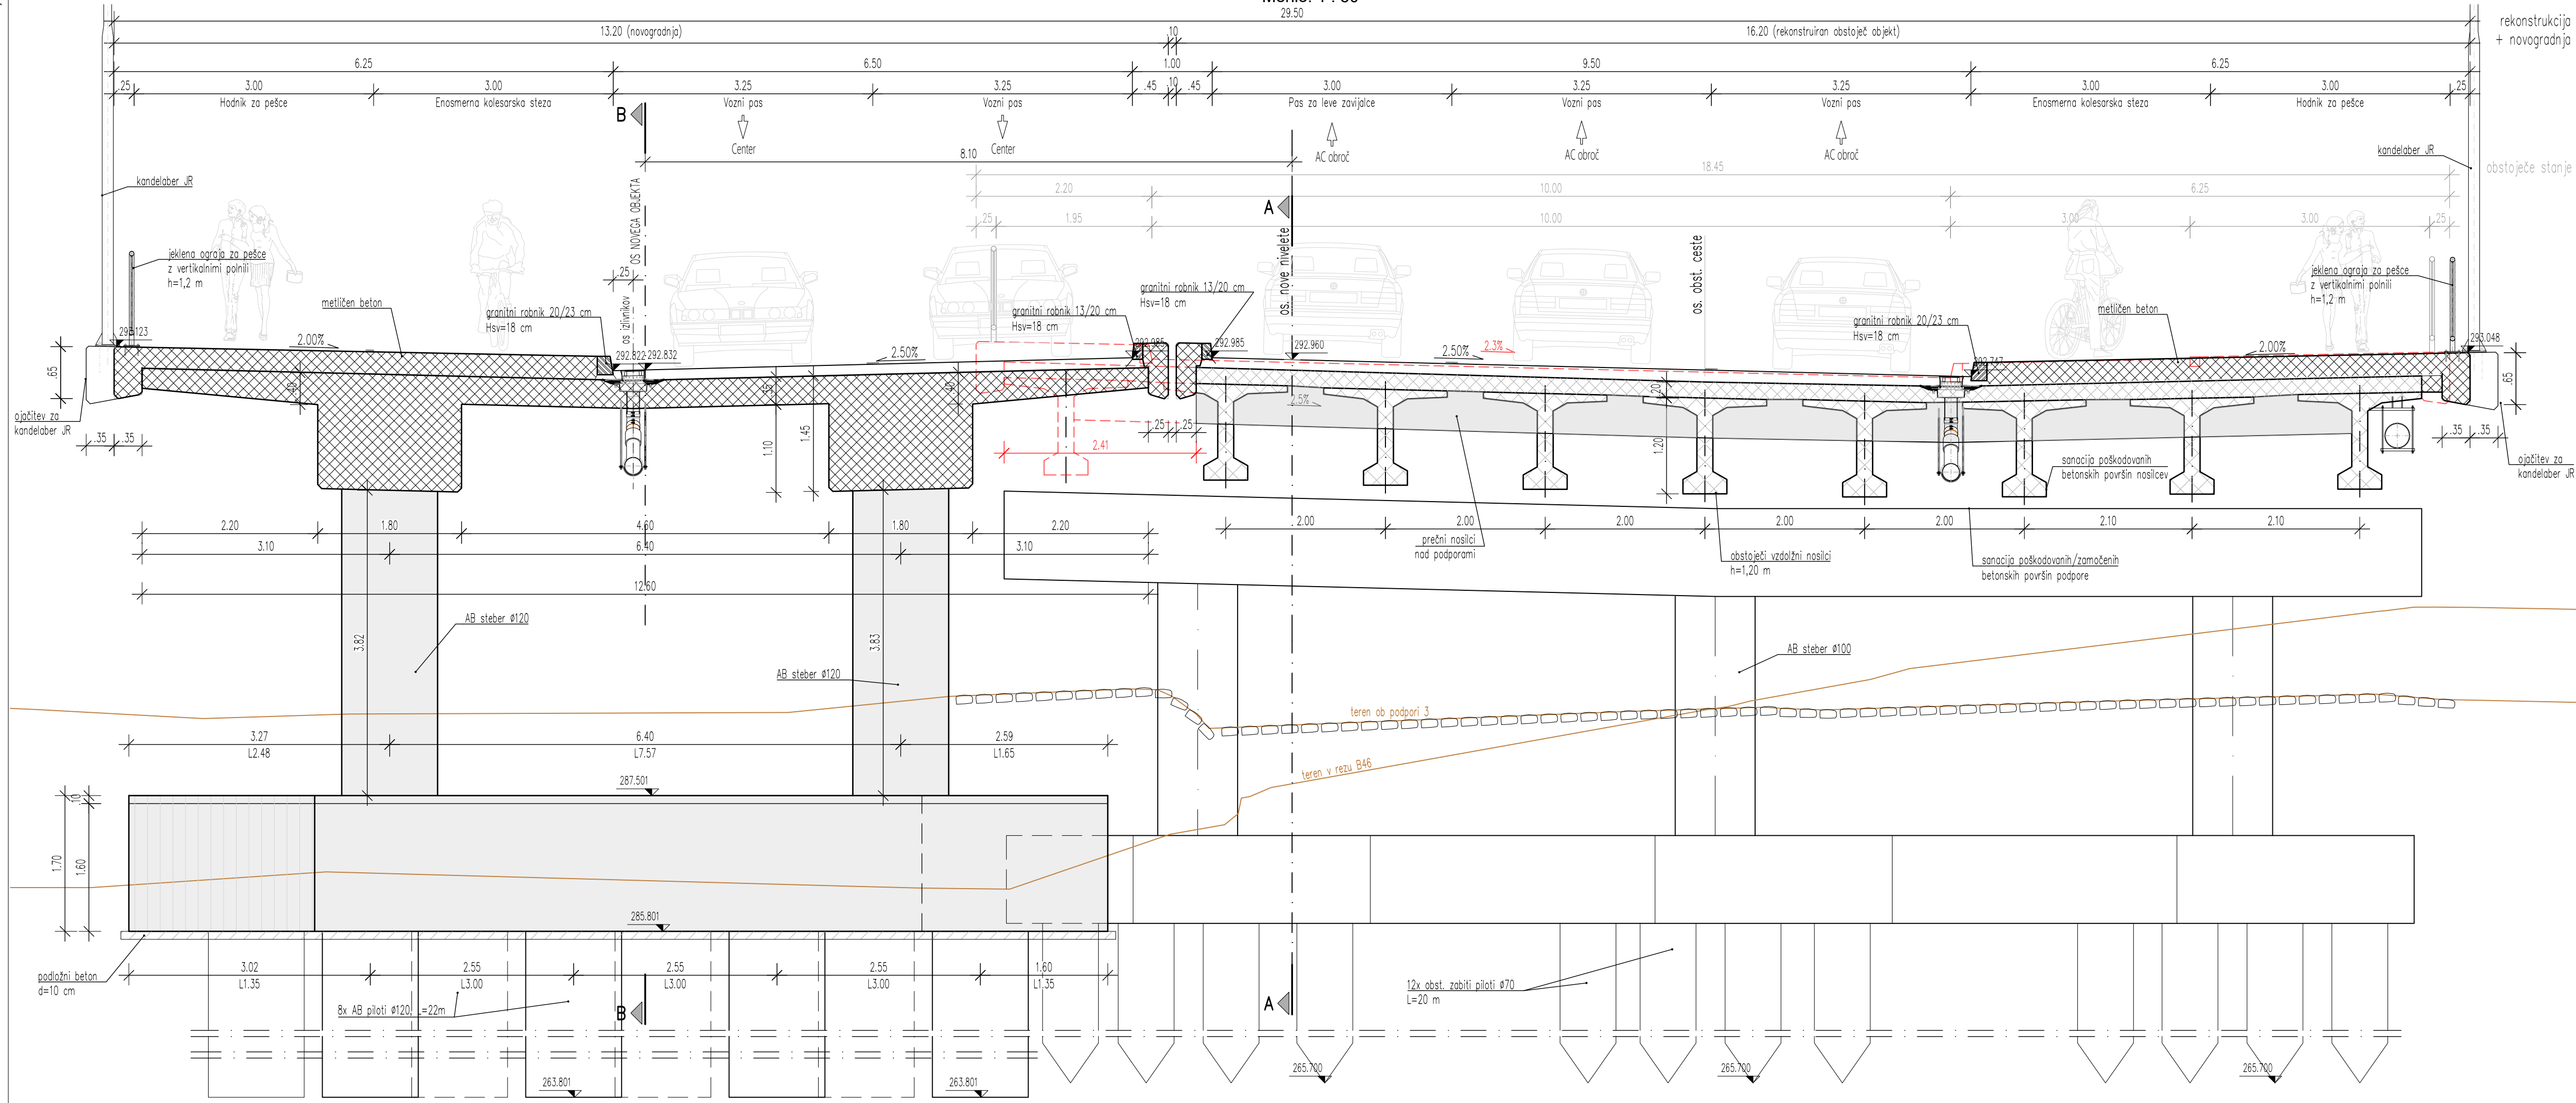 29.50
rekonstrukcija
+ novogradnja
13.20 (novogradnja)
.10
16.20 (rekonstruiran obstoječ objekt)
6.25
6.50
1.00
9.50
6.25
.25
3.00
3.00
3.25
3.25
.45
.10
.45
3.00
3.25
3.25
3.00
3.00
.25
Hodnik za pešce
Enosmerna kolesarska steza
Vozni pas
Vozni pas
Pas za leve zavijalce
Vozni pas
Vozni pas
Enosmerna kolesarska steza
Hodnik za pešce
B
Center
Center
8.10
AC obroč
AC obroč
AC obroč
kandelaber JR
kandelaber JR
obstoječe stanje
18.45
2.20
10.00
6.25
.25
1.95
10.00
3.00
3.00
.25
A
OS NOVEGA OBJEKTA
os izlivnikov
os. nove nivelete
os. obst. ceste
jeklena ograja za pešce
z vertikalnimi polnili
h=1,2 m
metličen beton
.25
granitni robnik 20/23 cm
Hsv=18 cm
granitni robnik 13/20 cm
Hsv=18 cm
granitni robnik 13/20 cm
Hsv=18 cm
granitni robnik 20/23 cm
Hsv=18 cm
metličen beton
jeklena ograja za pešce
z vertikalnimi polnili
h=1,2 m
293.123
2.00%
292.822
292.832
2.50%
292.985
292.985
292.960
2.50%
2.3%
292.747
2.00%
293.048
.65
.40
.35
.40
.20
.65
2.5%
ojačitev za
kandelaber JR
.35
.35
1.10
1.45
.25
.25
2.41
1.20
sanacija poškodovanih
betonskih površin nosilcev
.35
.35
ojačitev za
kandelaber JR
2.20
1.80
4.60
1.80
2.20
2.00
2.00
2.00
2.00
2.00
2.10
2.10
3.10
6.40
3.10
prečni nosilci
nad podporami
obstoječi vzdolžni nosilci
h=1,20 m
sanacija poškodovanih/zamočenih
betonskih površin podpore
12.60
3.82
AB steber Ø120
3.83
AB steber Ø120
AB steber Ø100
teren ob podpori 3
teren v rezu B46
3.27
6.40
2.59
L2.48
L7.57
L1.65
287.501
.10
1.70
1.60
285.801
podložni beton
d=10 cm
3.02
2.55
2.55
2.55
1.60
L1.35
L3.00
L3.00
L3.00
L1.35
8x AB piloti Ø120, L=22m
B
A
12x obst. zabiti piloti Ø70
L=20 m
263.801
263.801
265.700
265.700
265.700